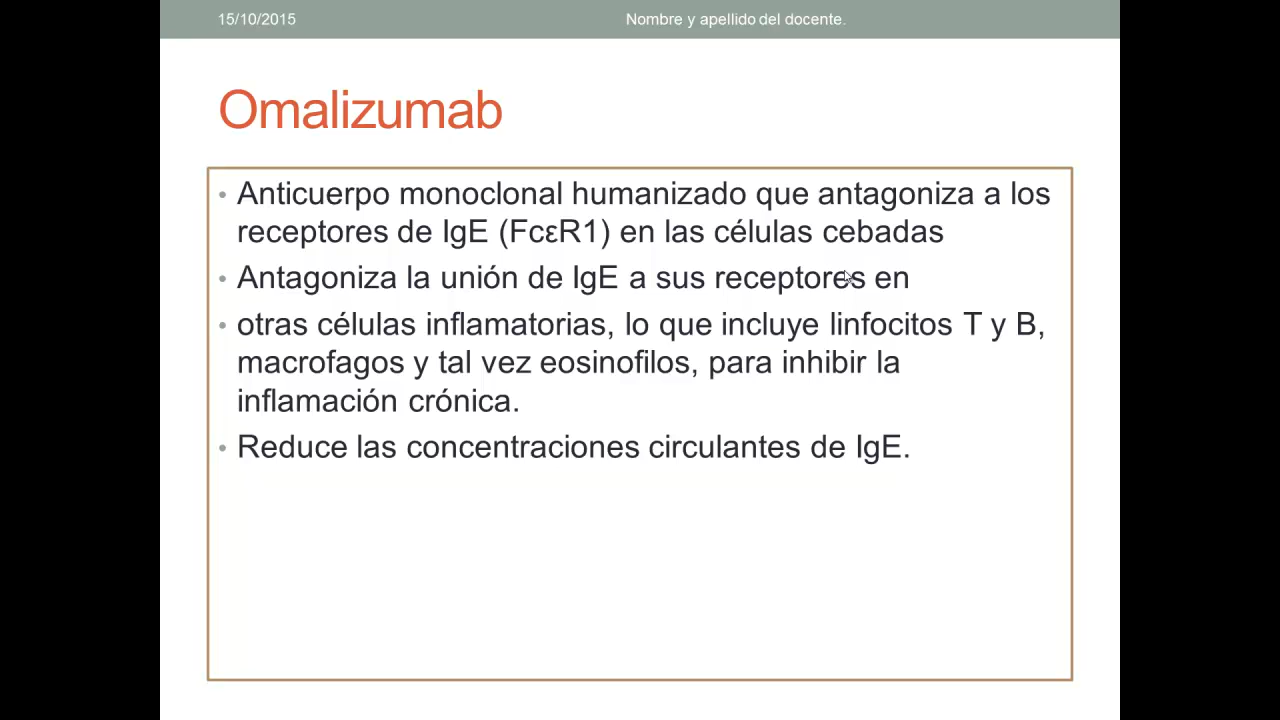 15/10/2015
Nombre y apellido del docente.
Omalizumab
• Anticuerpo monoclonal humanizado que antagoniza a los
receptores de IgE (FcεR1) en las células cebadas
• Antagoniza la unión de IgE a sus receptores en
• otras células inflamatorias, lo que incluye linfocitos T y B,
macrofagos y tal vez eosinofilos, para inhibir la
inflamación crónica.
• Reduce las concentraciones circulantes de IgE.